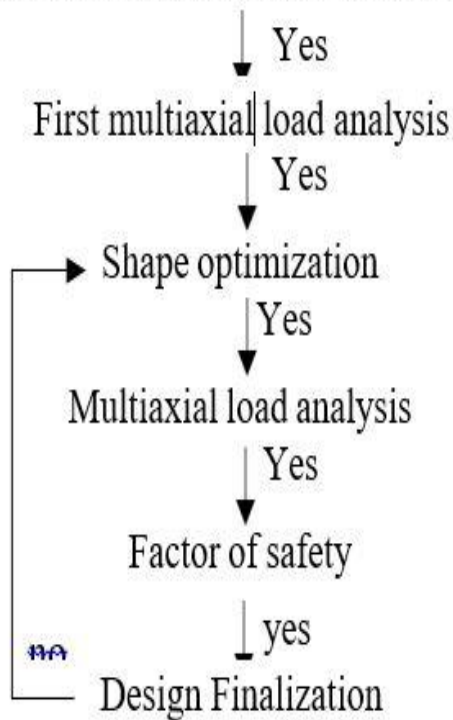 Yes
First multiaxial load analysis
Yes
Shape optimization
Yes
Multiaxial load analysis
Yes
Factor of safety
yes
no
Design Finalization